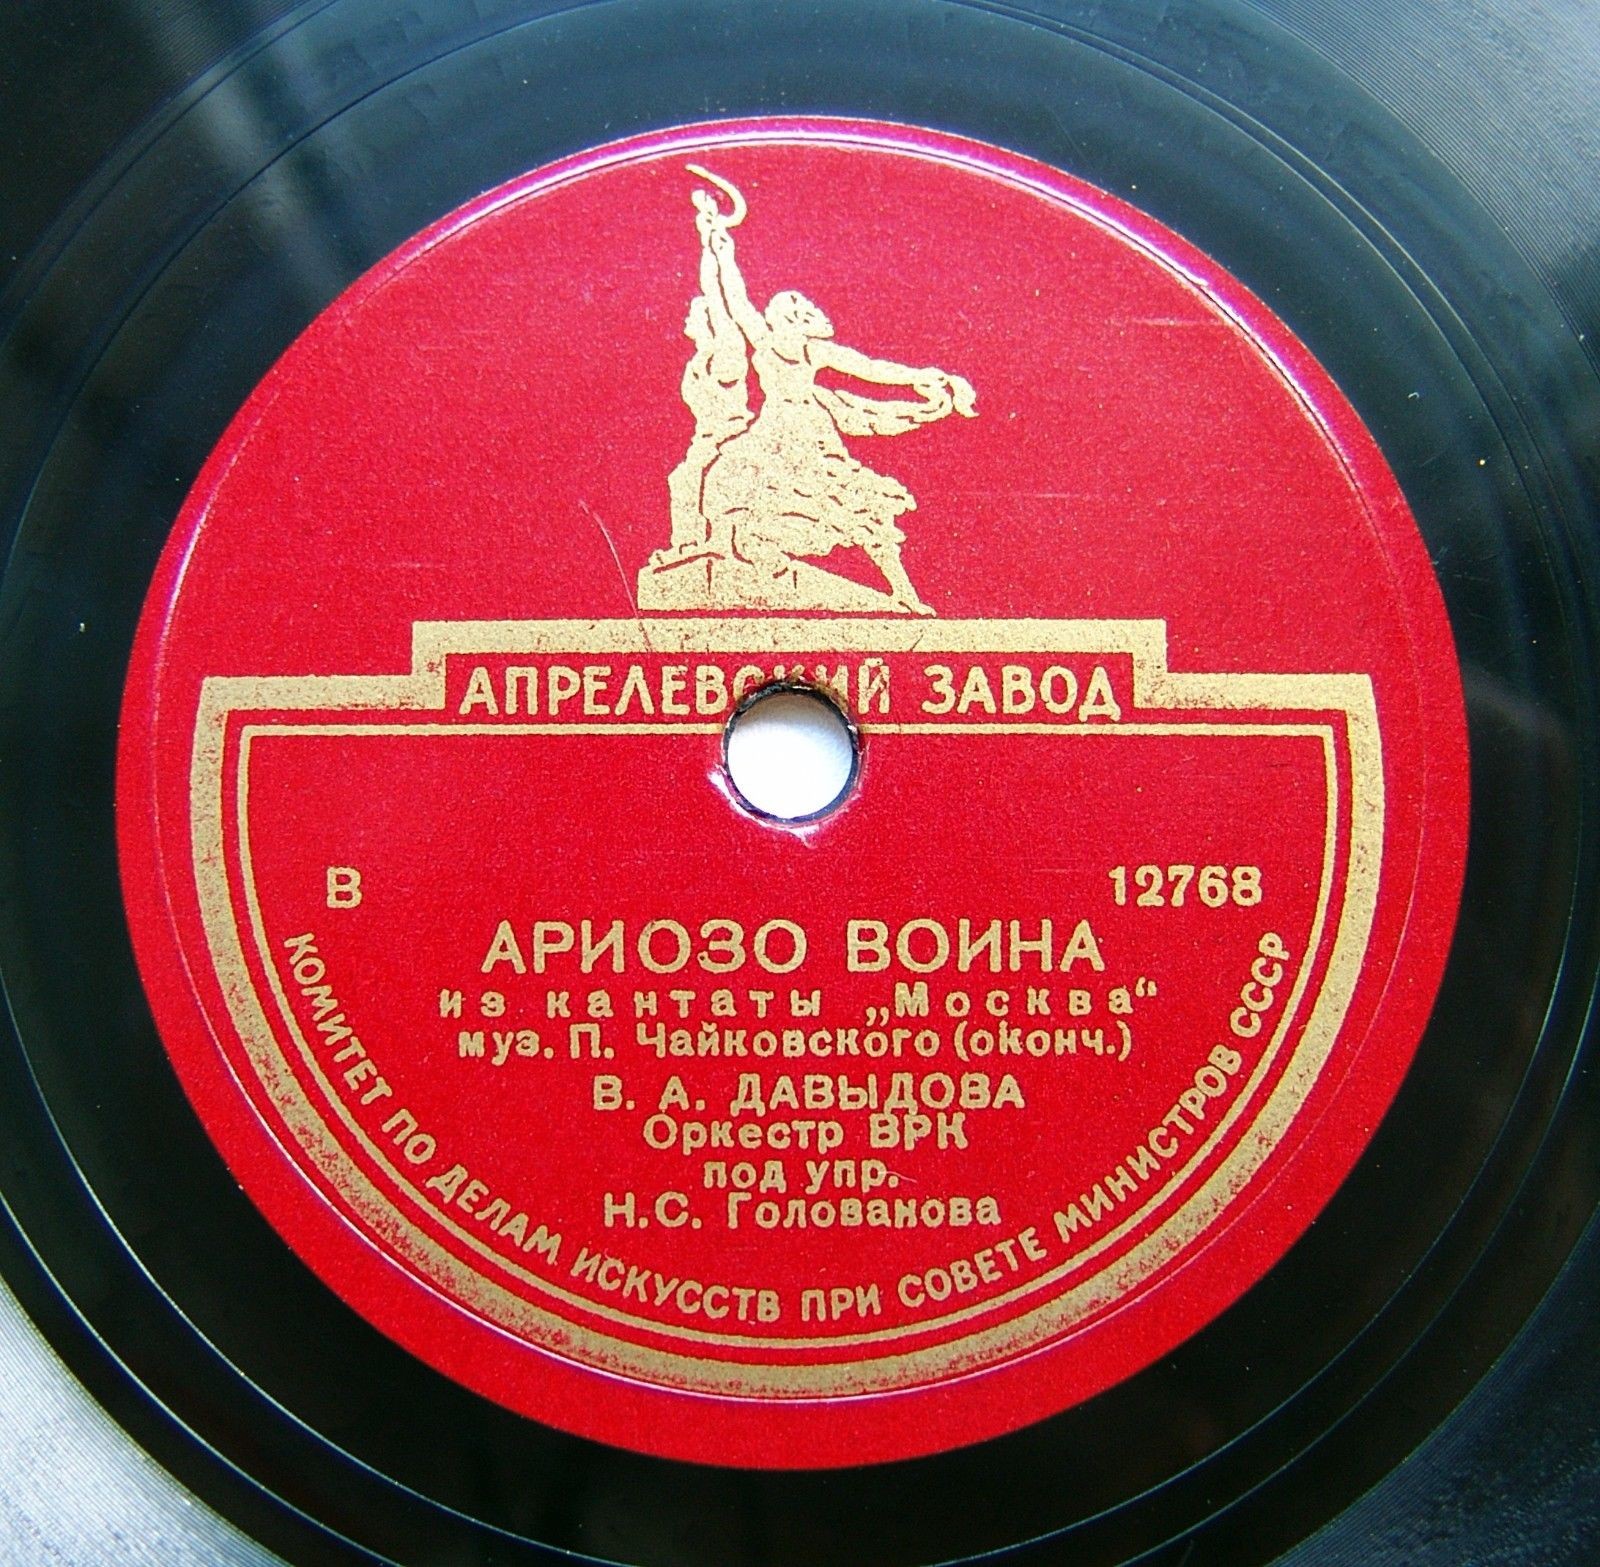 АПРЕЛЕВСКИЙ ЗАВОД
В 12768
АРИОЗО ВОИНА
из кантаты „Москва“
муз. П. Чайковского (оконч.)
В. А. ДАВЫДОВА
Оркестр ВРК
под упр.
Н.С. Голованова
КОМИТЕТ ПО ДЕЛАМ ИСКУССТВ ПРИ СОВЕТЕ МИНИСТРОВ СССР